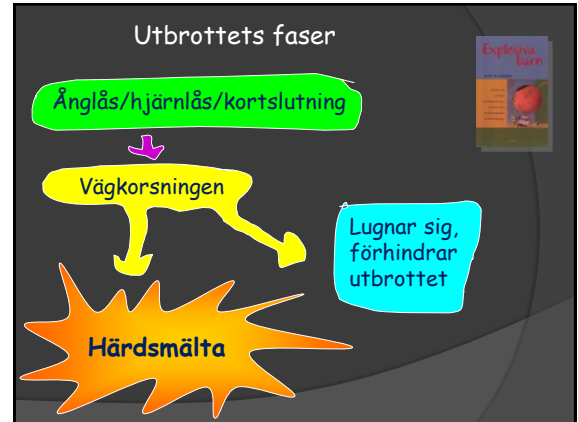 Utbrottets faser
Explosiva
barn
Ånglås/hjärnlås/kortslutning
Vägkorsningen
Lugnar sig,
förhindrar
utbrottet
Härdsmälta